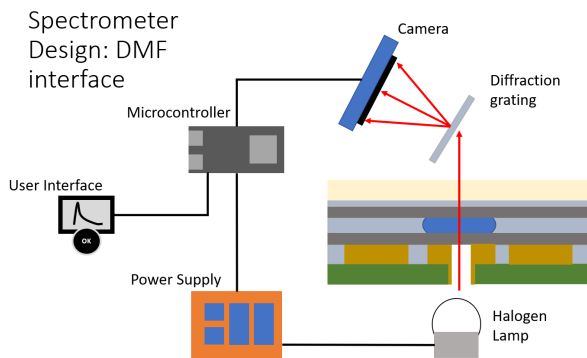 Spectrometer
Design: DMF
interface
Camera
Diffraction
grating
Microcontroller
User Interface
OK
Power Supply
Halogen
Lamp